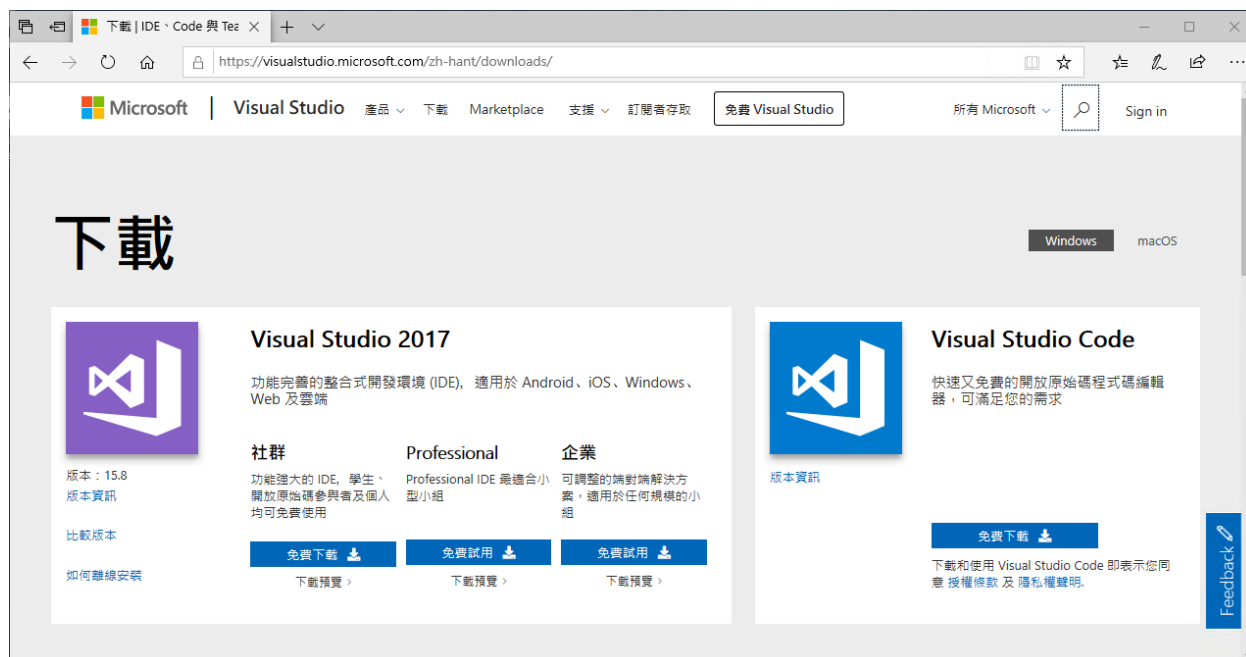 下載 | IDE、Code 與 Tea
https://visualstudio.microsoft.com/zh-hant/downloads/
Microsoft Visual Studio 產品 下載 Marketplace 支援 訂閱者存取 免費 Visual Studio 所有 Microsoft Sign in
下載
Windows macOS
Visual Studio 2017
功能完善的整合式開發環境 (IDE), 適用於 Android、iOS、Windows、
Web 及雲端
版本：15.8
版本資訊
比較版本
如何離線安裝
社群
功能強大的 IDE, 學生、
開放原始碼參與者及個人
均可免費使用
免費下載
下載預覽 ›
Professional
Professional IDE 最適合小
型小組
免費試用
下載預覽 ›
企業
可調整的端對端解決方
案，適用於任何規模的小
組
免費試用
下載預覽 ›
Visual Studio Code
快速又免費的開放原始碼程式碼編輯
器，可滿足您的需求
版本資訊
免費下載
下載和使用 Visual Studio Code 即表示您同
意 授權條款 及 隱私權聲明.
Feedback